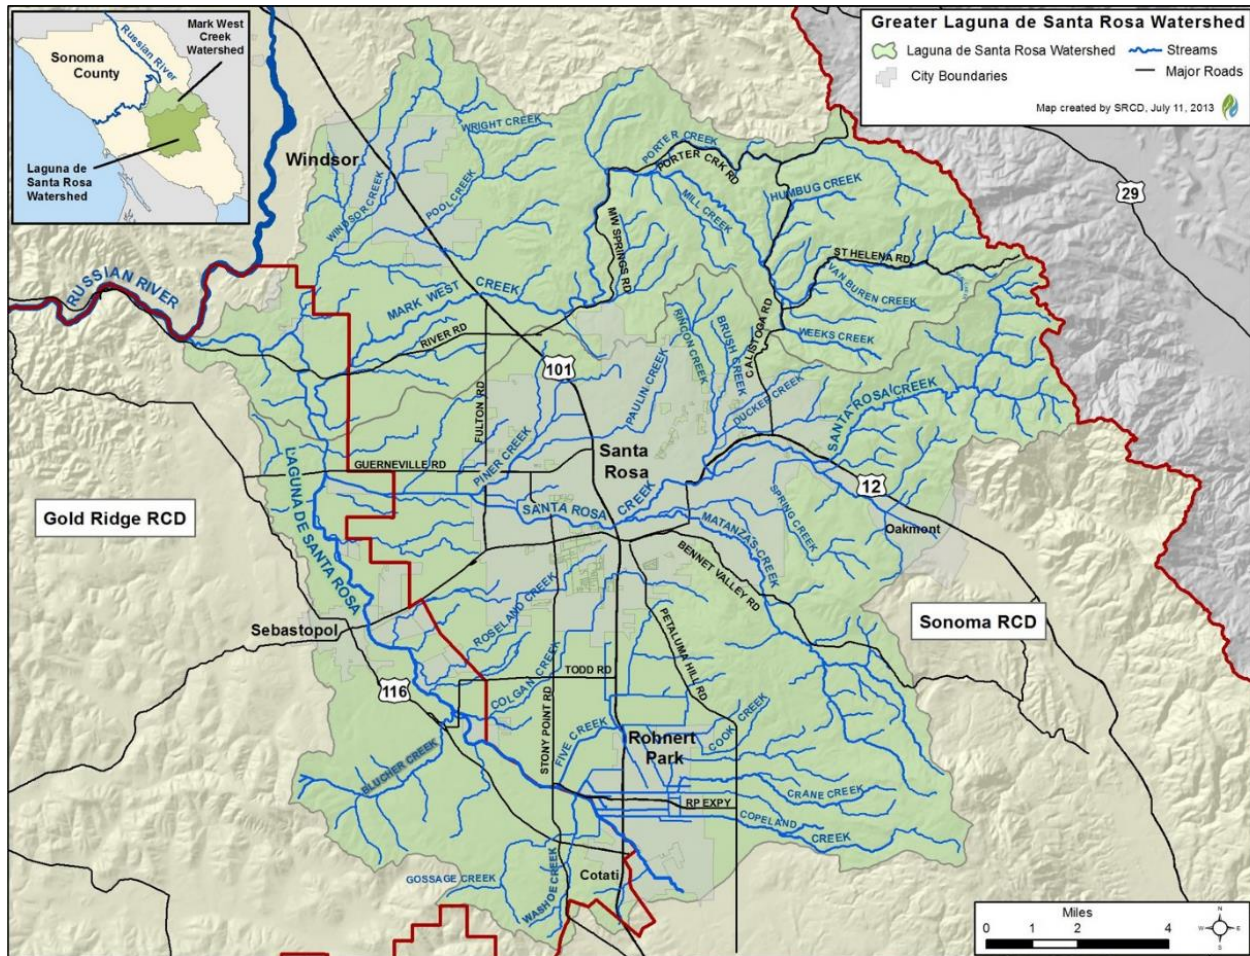 Mark West
Creek
Watershed
Sonoma
County
Russian River
Laguna de
Santa Rosa
Watershed
Greater Laguna de Santa Rosa Watershed
Laguna de Santa Rosa Watershed
Streams
City Boundaries
Major Roads
Map created by SRCD, July 11, 2013
29
WRIGHT CREEK
Windsor
WINDSOR CREEK
POOL CREEK
PORTER CREEK
PORTER CRK RD
MILL CREEK
HUMBUG CREEK
MW SPRINGS RD
ST HELENA RD
VAN BUREN CREEK
RUSSIAN RIVER
MARK WEST CREEK
RIVER RD
WEEKS CREEK
CALISTOGA RD
RINCON CREEK
BRUSH CREEK
101
PAULIN CREEK
DUCKER CREEK
SANTA ROSA CREEK
FULTON RD
Santa
Rosa
GUERNEVILLE RD
PINER CREEK
12
LAGUNA DE SANTA ROSA
SANTA ROSA CREEK
SPRING CREEK
MATANZAS CREEK
Oakmont
Gold Ridge RCD
BENNET VALLEY RD
Sebastopol
ROSELAND CREEK
PETALUMA HILL RD
Sonoma RCD
TODD RD
COLGAN CREEK
116
STONY POINT RD
FIVE CREEK
Rohnert
Park
COOK CREEK
BLUCHER CREEK
CRANE CREEK
RP EXPY
COPELAND CREEK
GOSSAGE CREEK
WASHOE CREEK
Cotati
Miles
0 1 2 4
N
W E
S